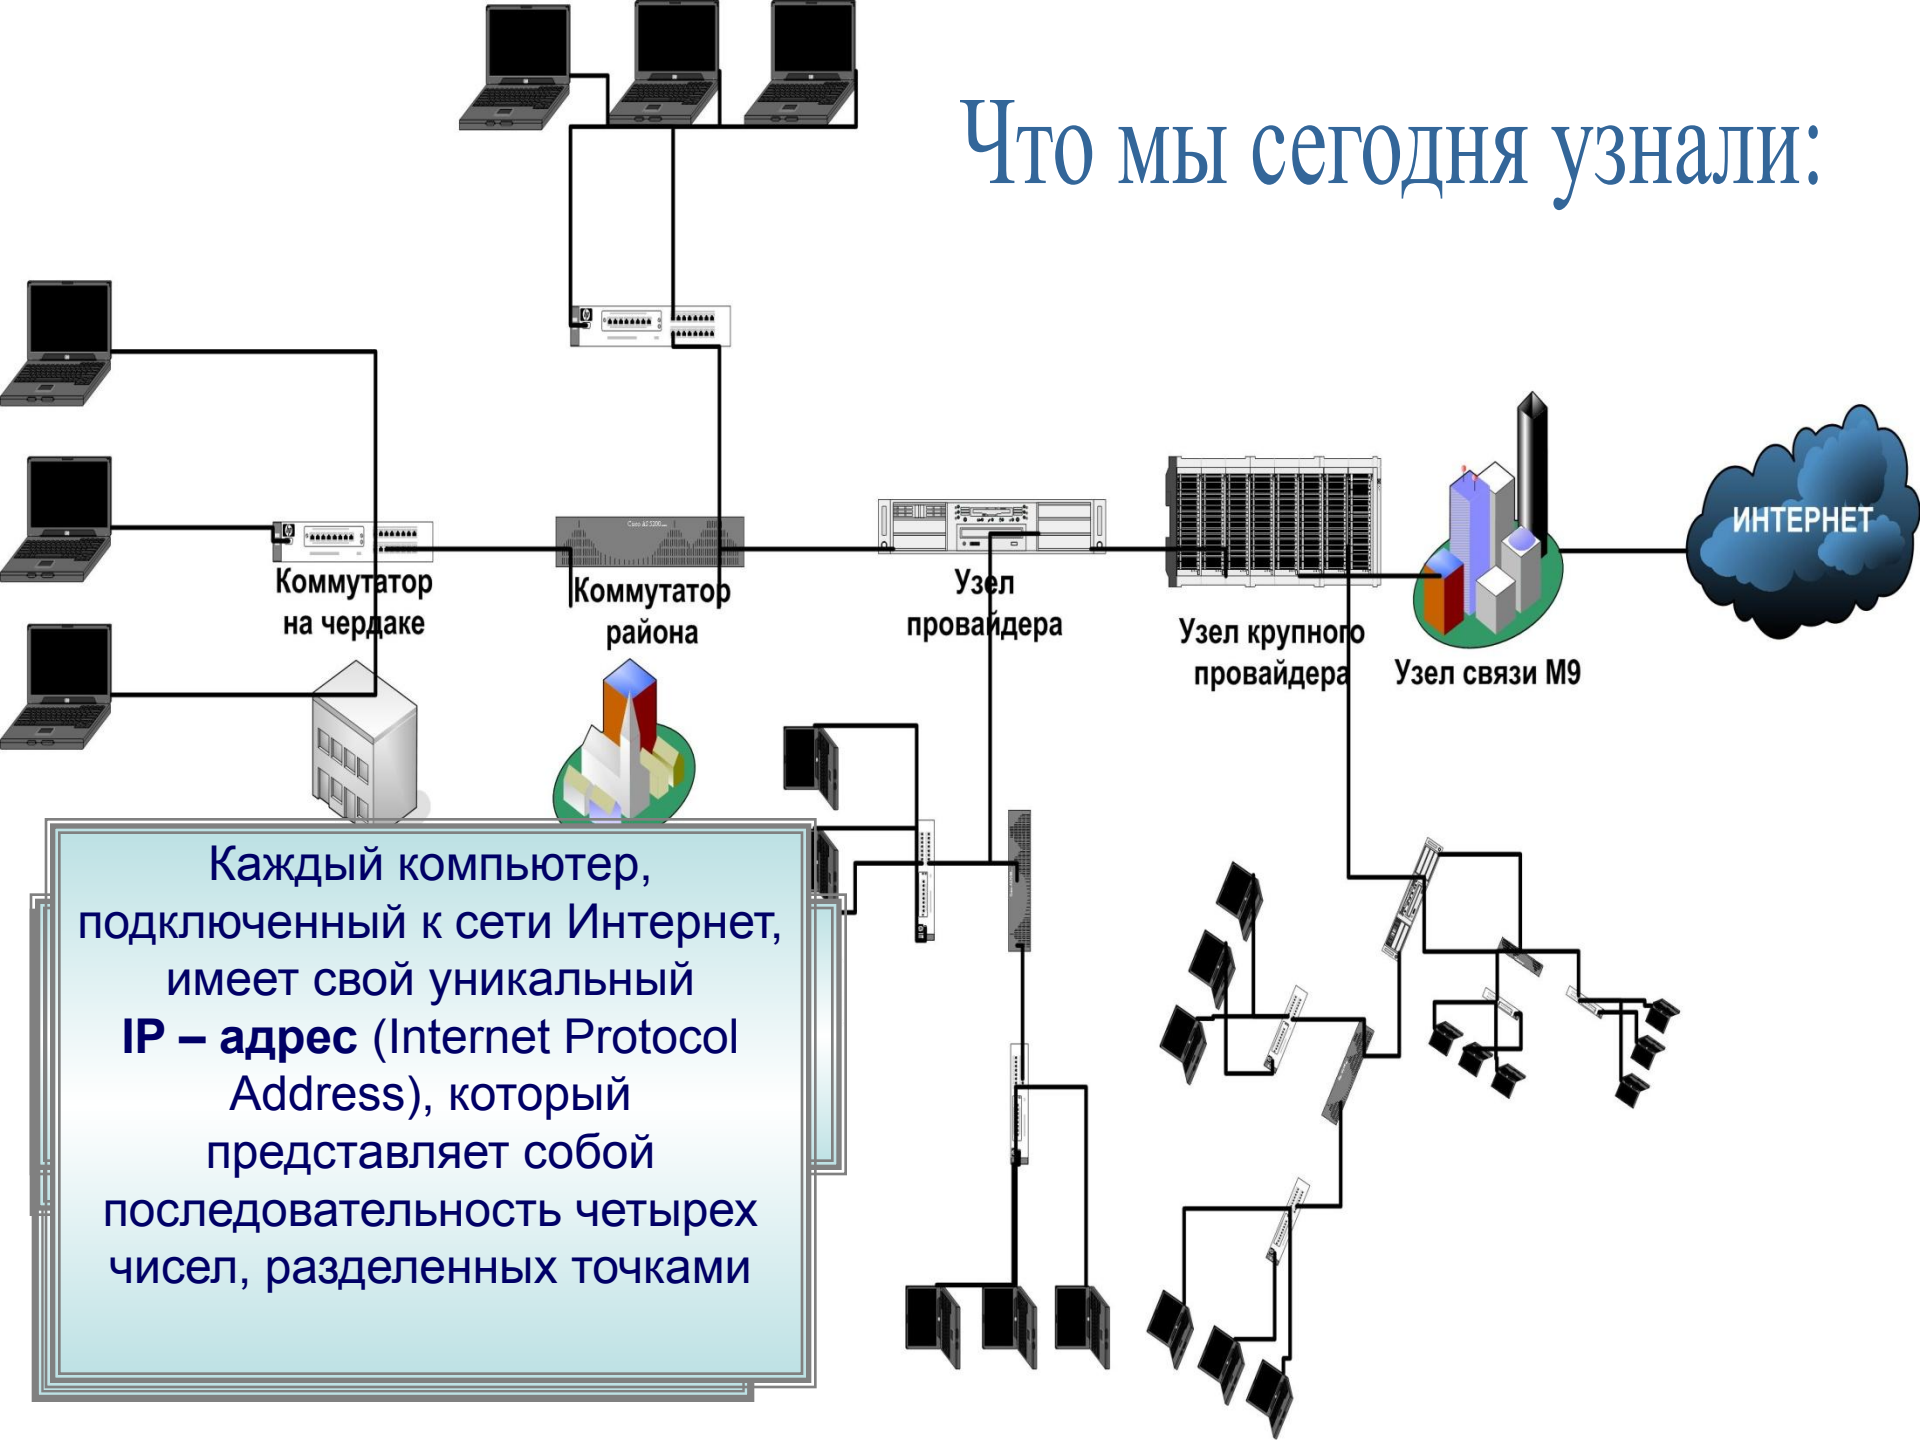 Что мы сегодня узнали:
Cisco AS5200
ИНТЕРНЕТ
Коммутатор
на чердаке
Коммутатор
района
Узел
провайдера
Узел крупного
провайдера
Узел связи М9
Каждый компьютер,
подключенный к сети Интернет,
имеет свой уникальный
IP – адрес (Internet Protocol
Address), который
представляет собой
последовательность четырех
чисел, разделенных точками